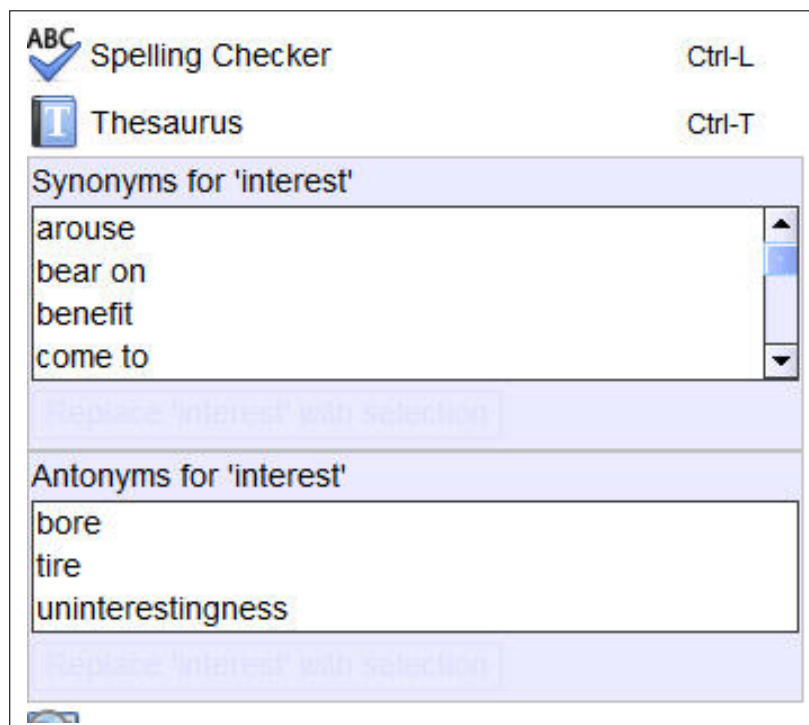 ABC Spelling Checker Ctrl-L
T Thesaurus Ctrl-T
Synonyms for 'interest'
arouse
bear on
benefit
come to
Replace 'interest' with selection
Antonyms for 'interest'
bore
tire
uninterestingness
Replace 'interest' with selection